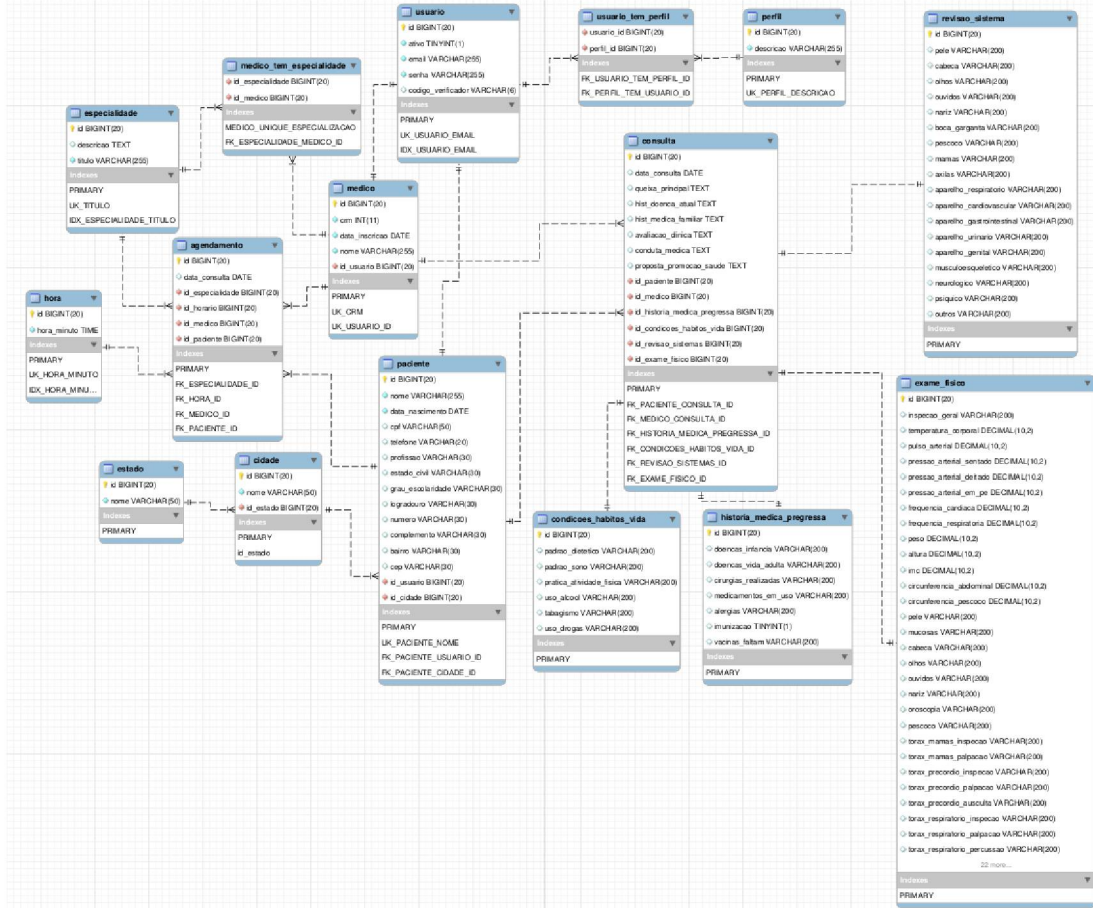 usuario
id BIGINT(20)
ativo TINYINT(1)
email VARCHAR(255)
senha VARCHAR(255)
codigo_verificador VARCHAR(6)
Indexes
PRIMARY
UK_USUARIO_EMAIL
IDX_USUARIO_EMAIL
usuario_tem_perfil
usuario_id BIGINT(20)
perfil_id BIGINT(20)
Indexes
FK_USUARIO_TEM_PERFIL_ID
FK_PERFIL_TEM_USUARIO_ID
perfil
id BIGINT(20)
descricao VARCHAR(255)
Indexes
PRIMARY
UK_PERFIL_DESCRICAO
revisao_sistema
id BIGINT(20)
pele VARCHAR(200)
cabeca VARCHAR(200)
olhos VARCHAR(200)
ouvidos VARCHAR(200)
nariz VARCHAR(200)
boca_garganta VARCHAR(200)
pescoco VARCHAR(200)
mamas VARCHAR(200)
axilas VARCHAR(200)
aparelho_respiratorio VARCHAR(200)
aparelho_cardiovascular VARCHAR(200)
aparelho_gastrointestinal VARCHAR(200)
aparelho_urinario VARCHAR(200)
aparelho_genital VARCHAR(200)
musculoesqueletico VARCHAR(200)
neurologico VARCHAR(200)
psiquico VARCHAR(200)
outros VARCHAR(200)
Indexes
PRIMARY
medico_tem_especialidade
id_especialidade BIGINT(20)
id_medico BIGINT(20)
Indexes
MEDICO_UNIQUE_ESPECIALIZACAO
FK_ESPECIALIDADE_MEDICO_ID
especialidade
id BIGINT(20)
descricao TEXT
titulo VARCHAR(255)
Indexes
PRIMARY
UK_TITULO
IDX_ESPECIALIDADE_TITULO
medico
id BIGINT(20)
crm INT(11)
data_inscricao DATE
nome VARCHAR(255)
id_usuario BIGINT(20)
Indexes
PRIMARY
UK_CRM
UK_USUARIO_ID
consulta
id BIGINT(20)
data_consulta DATE
queixa_principal TEXT
hist_doenca_atual TEXT
hist_medica_familiar TEXT
avaliacao_clinica TEXT
conduta_medica TEXT
proposta_promocao_saude TEXT
id_paciente BIGINT(20)
id_medico BIGINT(20)
id_historia_medica_pregressa BIGINT(20)
id_condicoes_habitos_vida BIGINT(20)
id_revisao_sistemas BIGINT(20)
id_exame_fisico BIGINT(20)
Indexes
PRIMARY
FK_PACIENTE_CONSULTA_ID
FK_MEDICO_CONSULTA_ID
FK_HISTORIA_MEDICA_PREGRESSA_ID
FK_CONDICOES_HABITOS_VIDA_ID
FK_REVISAO_SISTEMAS_ID
FK_EXAME_FISICO_ID
agendamento
id BIGINT(20)
data_consulta DATE
id_especialidade BIGINT(20)
id_horario BIGINT(20)
id_medico BIGINT(20)
id_paciente BIGINT(20)
Indexes
PRIMARY
FK_ESPECIALIDADE_ID
FK_HORA_ID
FK_MEDICO_ID
FK_PACIENTE_ID
hora
id BIGINT(20)
hora_minuto TIME
Indexes
PRIMARY
UK_HORA_MINUTO
IDX_HORA_MINU...
paciente
id BIGINT(20)
nome VARCHAR(255)
data_nascimento DATE
cpf VARCHAR(50)
telefone VARCHAR(20)
profissao VARCHAR(30)
estado_civil VARCHAR(30)
grau_escolaridade VARCHAR(30)
logradouro VARCHAR(30)
numero VARCHAR(30)
complemento VARCHAR(30)
bairro VARCHAR(30)
cep VARCHAR(30)
id_usuario BIGINT(20)
id_cidade BIGINT(20)
Indexes
PRIMARY
UK_PACIENTE_NOME
FK_PACIENTE_USUARIO_ID
FK_PACIENTE_CIDADE_ID
estado
id BIGINT(20)
nome VARCHAR(50)
Indexes
PRIMARY
cidade
id BIGINT(20)
nome VARCHAR(50)
id_estado BIGINT(20)
Indexes
PRIMARY
id_estado
condicoes_habitos_vida
id BIGINT(20)
padrao_dietetico VARCHAR(200)
padrao_sono VARCHAR(200)
pratica_atividade_fisica VARCHAR(200)
uso_alcool VARCHAR(200)
tabagismo VARCHAR(200)
uso_drogas VARCHAR(200)
Indexes
PRIMARY
historia_medica_pregressa
id BIGINT(20)
doencas_infancia VARCHAR(200)
doencas_vida_adulta VARCHAR(200)
cirurgias_realizadas VARCHAR(200)
medicamentos_em_uso VARCHAR(200)
alergias VARCHAR(200)
imunizacao TINYINT(1)
vacinas_faltam VARCHAR(200)
Indexes
PRIMARY
exame_fisico
id BIGINT(20)
inspecao_geral VARCHAR(200)
temperatura_corporal DECIMAL(10,2)
pulso_arterial DECIMAL(10,2)
pressao_arterial_sentado DECIMAL(10,2)
pressao_arterial_deitado DECIMAL(10,2)
pressao_arterial_em_pe DECIMAL(10,2)
frequencia_cardiaca DECIMAL(10,2)
frequencia_respiratoria DECIMAL(10,2)
peso DECIMAL(10,2)
altura DECIMAL(10,2)
imc DECIMAL(10,2)
circunferencia_abdominal DECIMAL(10,2)
circunferencia_pescoco DECIMAL(10,2)
pele VARCHAR(200)
mucosas VARCHAR(200)
cabeca VARCHAR(200)
olhos VARCHAR(200)
ouvidos VARCHAR(200)
nariz VARCHAR(200)
oroscopia VARCHAR(200)
pescoco VARCHAR(200)
torax_mamas_inspecao VARCHAR(200)
torax_mamas_palpacao VARCHAR(200)
torax_precordio_inspecao VARCHAR(200)
torax_precordio_palpacao VARCHAR(200)
torax_precordio_ausculta VARCHAR(200)
torax_respiratorio_inspecao VARCHAR(200)
torax_respiratorio_palpacao VARCHAR(200)
torax_respiratorio_percussao VARCHAR(200)
22 more...
Indexes
PRIMARY